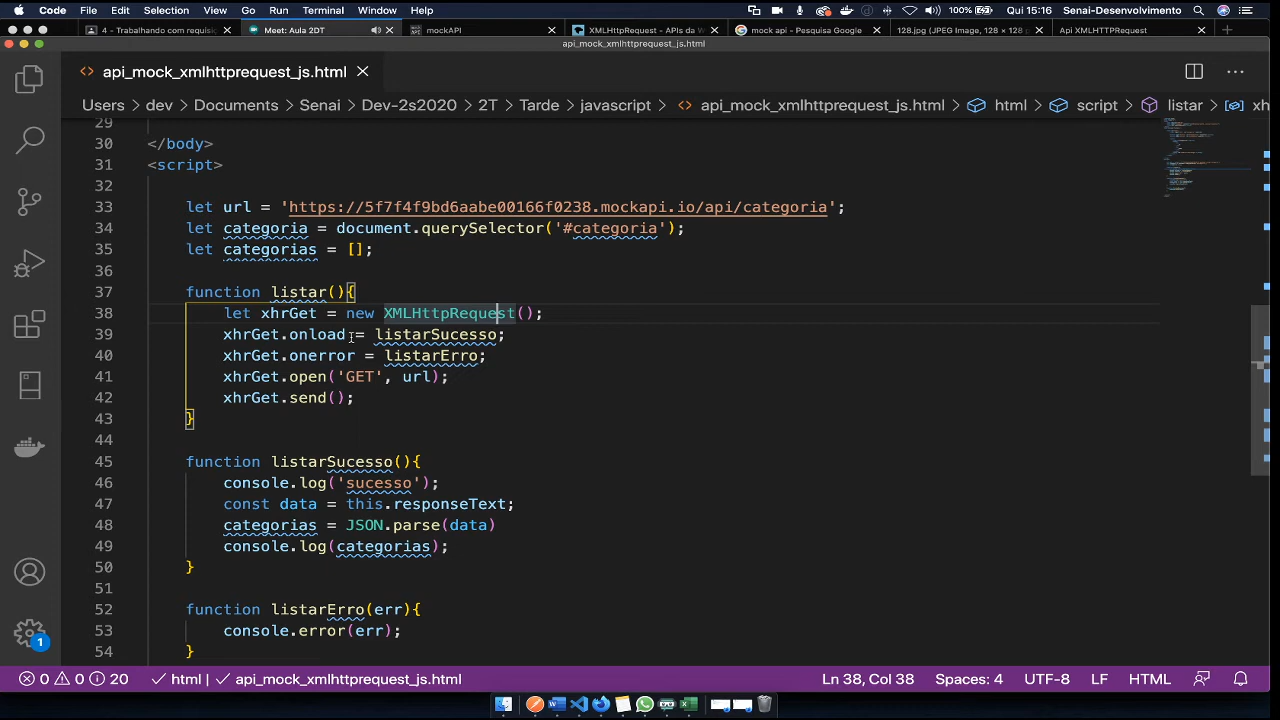 Code File Edit Selection View Go Run Terminal Window Help 100% Qui 15:16 Senai-Desenvolvimento
4 - Trabalhando com requisiç Meet: Aula 2DT mockAPI XMLHttpRequest - APIs da W mock api - Pesquisa Google 128.jpg (JPEG Image, 128 × 128 p Api XMLHTTPRequest
api_mock_xmlhttprequest_js.html
api_mock_xmlhttprequest_js.html
Users dev Documents Senai Dev-2s2020 2T Tarde javascript api_mock_xmlhttprequest_js.html html script listar xh
29
30 </body>
31 <script>
32
33 let url = 'https://5f7f4f9bd6aabe00166f0238.mockapi.io/api/categoria';
34 let categoria = document.querySelector('#categoria');
35 let categorias = [];
36
37 function listar(){
38 let xhrGet = new XMLHttpRequest();
39 xhrGet.onload = listarSucesso;
40 xhrGet.onerror = listarErro;
41 xhrGet.open('GET', url);
42 xhrGet.send();
43 }
44
45 function listarSucesso(){
46 console.log('sucesso');
47 const data = this.responseText;
48 categorias = JSON.parse(data)
49 console.log(categorias);
50 }
51
52 function listarErro(err){
53 console.error(err);
54 }
1
0 0 20 html api_mock_xmlhttprequest_js.html Ln 38, Col 38 Spaces: 4 UTF-8 LF HTML